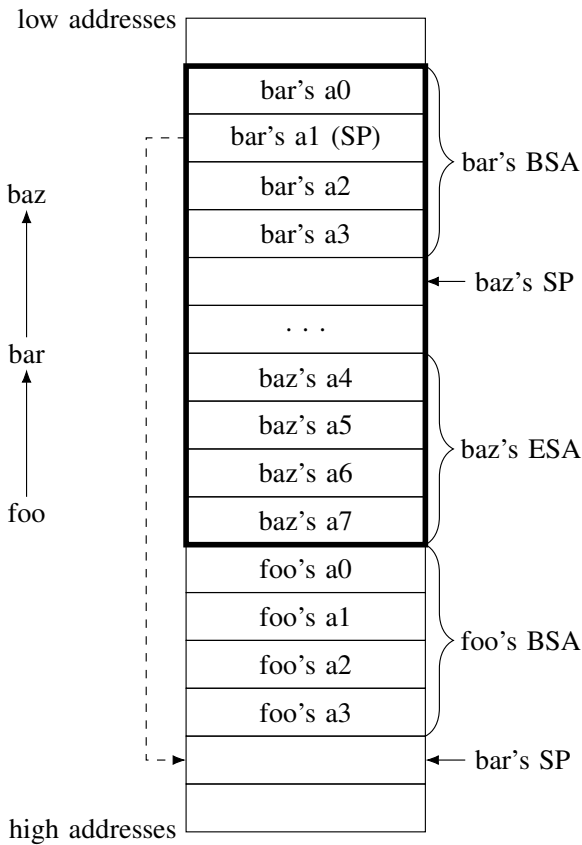 low addresses
bar's a0
bar's a1 (SP)
bar's a2
bar's a3
bar's BSA
baz's SP
. . .
baz's a4
baz's a5
baz's a6
baz's a7
baz's ESA
foo's a0
foo's a1
foo's a2
foo's a3
foo's BSA
bar's SP
high addresses
baz
bar
foo